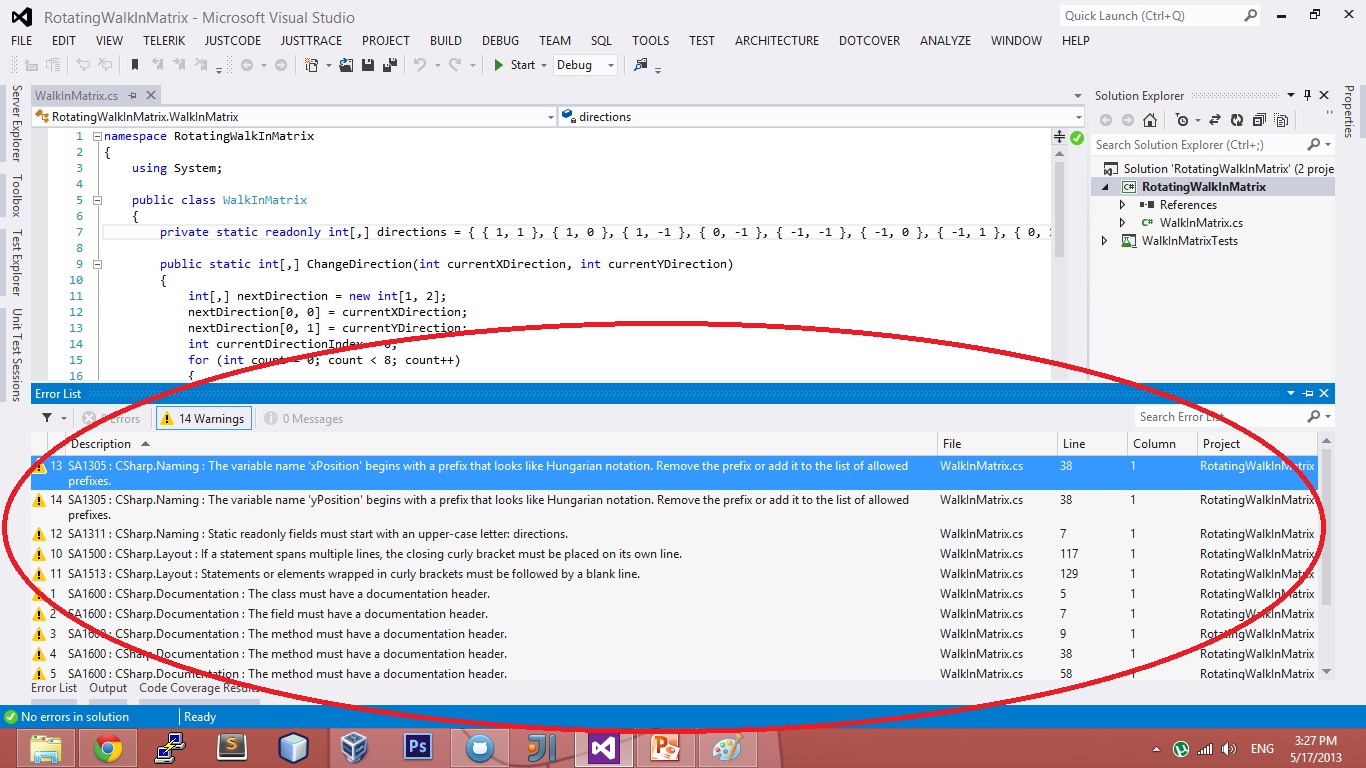 RotatingWalkInMatrix - Microsoft Visual Studio
Quick Launch (Ctrl+Q)
FILE EDIT VIEW TELERIK JUSTCODE JUSTTRACE PROJECT BUILD DEBUG TEAM SQL TOOLS TEST ARCHITECTURE DOTCOVER ANALYZE WINDOW HELP
Start Debug
Server Explorer
Toolbox
Test Explorer
Unit Test Sessions
WalkInMatrix.cs
RotatingWalkInMatrix.WalkInMatrix directions
1 namespace RotatingWalkInMatrix
2 {
3 using System;
4
5 public class WalkInMatrix
6 {
7 private static readonly int[,] directions = { { 1, 1 }, { 1, 0 }, { 1, -1 }, { 0, -1 }, { -1, -1 }, { -1, 0 }, { -1, 1 }, { 0,
8
9 public static int[,] ChangeDirection(int currentXDirection, int currentYDirection)
10 {
11 int[,] nextDirection = new int[1, 2];
12 nextDirection[0, 0] = currentXDirection;
13 nextDirection[0, 1] = currentYDirection;
14 int currentDirectionIndex = 0;
15 for (int count = 0; count < 8; count++)
16 {
Solution Explorer
Search Solution Explorer (Ctrl+;)
Solution 'RotatingWalkInMatrix' (2 proje
C# RotatingWalkInMatrix
References
C# WalkInMatrix.cs
WalkInMatrixTests
Properties
Error List
0 Errors 14 Warnings 0 Messages
Search Error List
Description File Line Column Project
13 SA1305 : CSharp.Naming : The variable name 'xPosition' begins with a prefix that looks like Hungarian notation. Remove the prefix or add it to the list of allowed WalkInMatrix.cs 38 1 RotatingWalkInMatrix
prefixes.
14 SA1305 : CSharp.Naming : The variable name 'yPosition' begins with a prefix that looks like Hungarian notation. Remove the prefix or add it to the list of allowed WalkInMatrix.cs 38 1 RotatingWalkInMatrix
prefixes.
12 SA1311 : CSharp.Naming : Static readonly fields must start with an upper-case letter: directions. WalkInMatrix.cs 7 1 RotatingWalkInMatrix
10 SA1500 : CSharp.Layout : If a statement spans multiple lines, the closing curly bracket must be placed on its own line. WalkInMatrix.cs 117 1 RotatingWalkInMatrix
11 SA1513 : CSharp.Layout : Statements or elements wrapped in curly brackets must be followed by a blank line. WalkInMatrix.cs 129 1 RotatingWalkInMatrix
1 SA1600 : CSharp.Documentation : The class must have a documentation header. WalkInMatrix.cs 5 1 RotatingWalkInMatrix
2 SA1600 : CSharp.Documentation : The field must have a documentation header. WalkInMatrix.cs 7 1 RotatingWalkInMatrix
3 SA1600 : CSharp.Documentation : The method must have a documentation header. WalkInMatrix.cs 9 1 RotatingWalkInMatrix
4 SA1600 : CSharp.Documentation : The method must have a documentation header. WalkInMatrix.cs 38 1 RotatingWalkInMatrix
5 SA1600 : CSharp.Documentation : The method must have a documentation header. WalkInMatrix.cs 58 1 RotatingWalkInMatrix
Error List Output Code Coverage Results
No errors in solution Ready
S Ps JI P
ENG
3:27 PM
5/17/2013